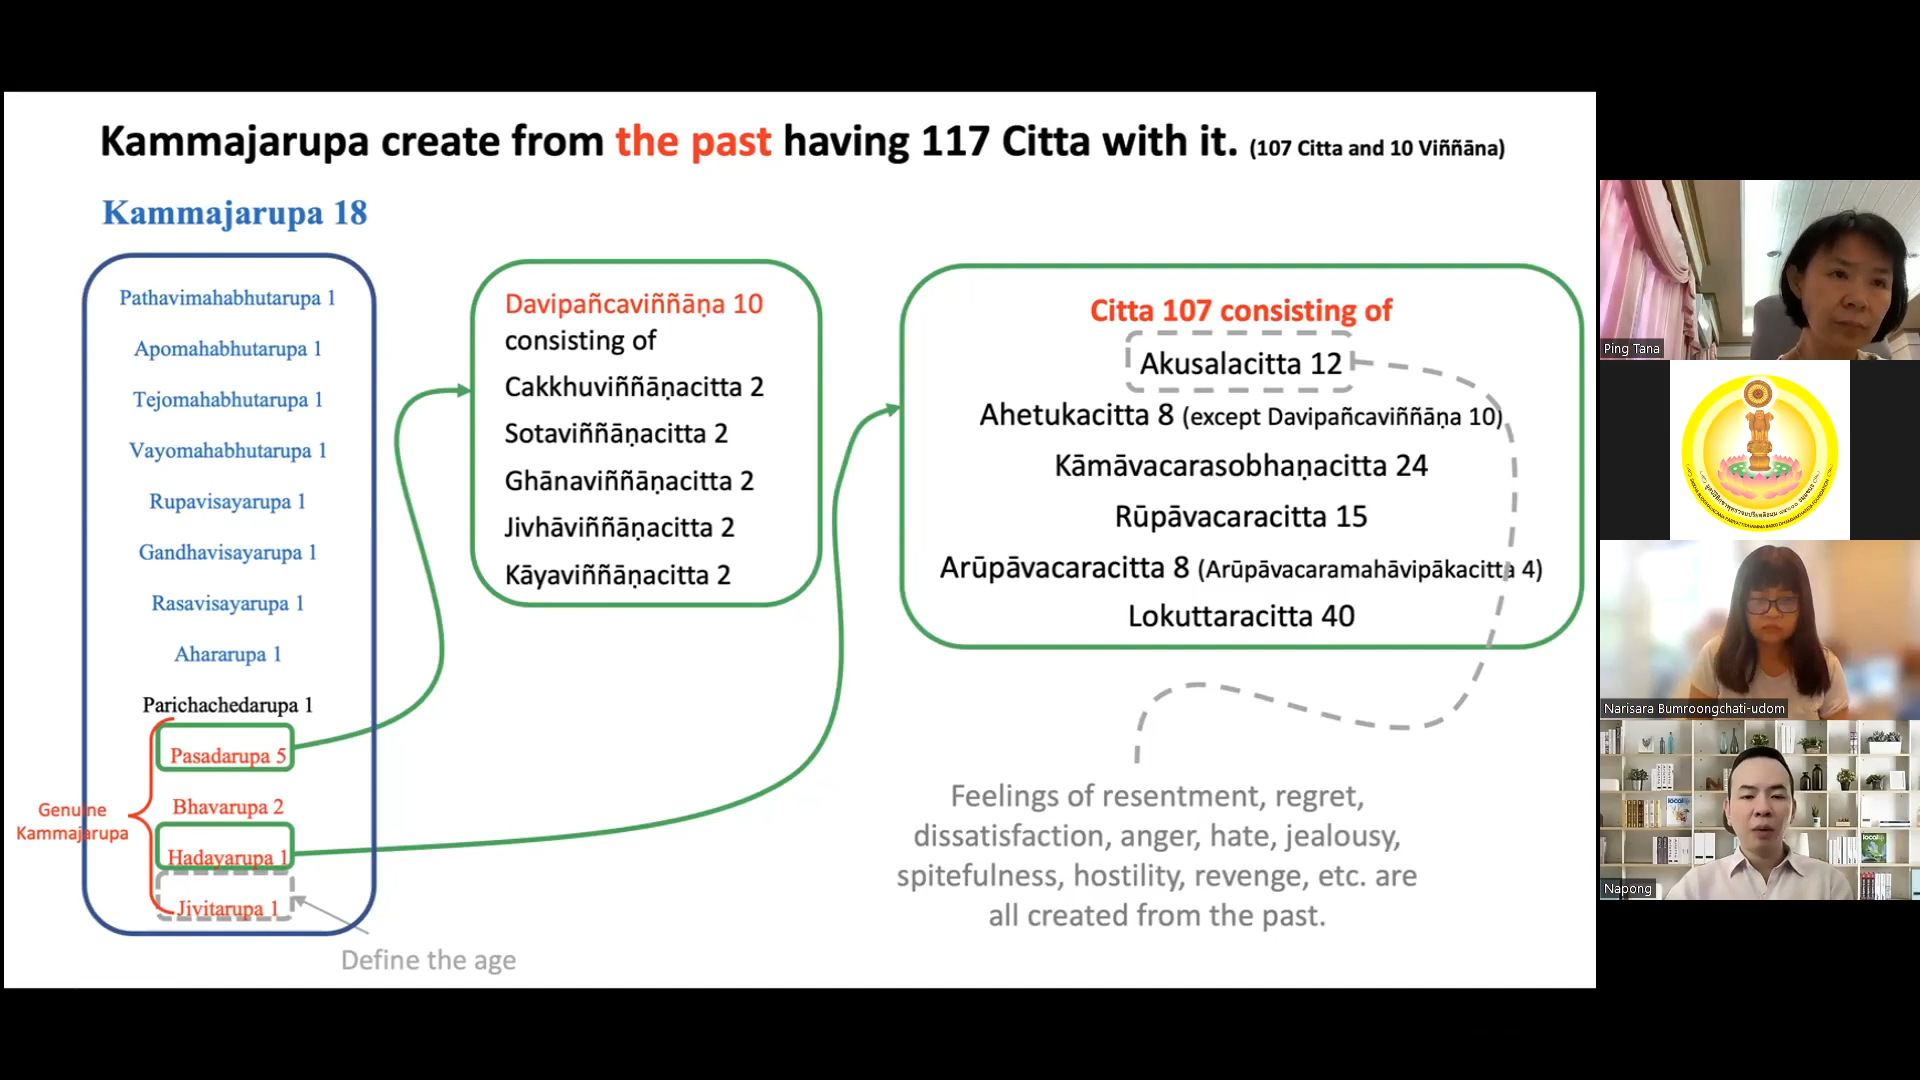 Kammajarupa create from the past having 117 Citta with it. (107 Citta and 10 Viññāna)
Kammajarupa 18
Pathavimahabhutarupa 1
Apomahabhutarupa 1
Tejomahabhutarupa 1
Vayomahabhutarupa 1
Rupavisayarupa 1
Gandhavisayarupa 1
Rasavisayarupa 1
Ahararupa 1
Parichachedarupa 1
Pasadarupa 5
Bhavarupa 2
Hadayarupa 1
Jivitarupa 1
Genuine
Kammajarupa
Define the age
Davipañcaviññāṇa 10
consisting of
Cakkhuviññāṇacitta 2
Sotaviññāṇacitta 2
Ghānaviññāṇacitta 2
Jivhāviññāṇacitta 2
Kāyaviññāṇacitta 2
Citta 107 consisting of
Akusalacitta 12
Ahetukacitta 8 (except Davipañcaviññāṇa 10)
Kāmāvacarasobhaṇacitta 24
Rūpāvacaracitta 15
Arūpāvacaracitta 8 (Arūpāvacaramahāvipākacitta 4)
Lokuttaracitta 40
Feelings of resentment, regret,
dissatisfaction, anger, hate, jealousy,
spitefulness, hostility, revenge, etc. are
all created from the past.
Ping Tana
Narisara Bumroongchati-udom
local
local
Napong